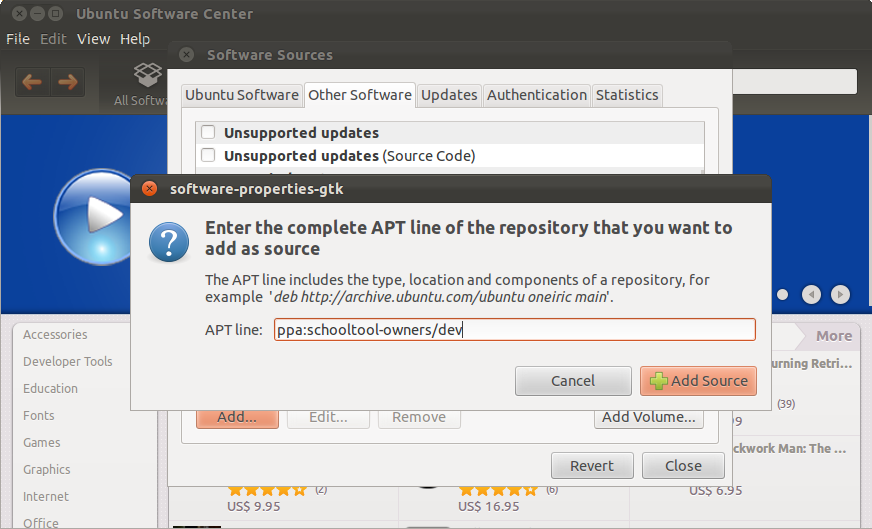 Ubuntu Software Center
File Edit View Help
Software Sources
All Softwa
Ubuntu Software Other Software Updates Authentication Statistics
Unsupported updates
Unsupported updates (Source Code)
software-properties-gtk
Enter the complete APT line of the repository that you want to
add as source
The APT line includes the type, location and components of a repository, for
example 'deb http://archive.ubuntu.com/ubuntu oneiric main'.
APT line: ppa:schooltool-owners/dev
Cancel Add Source
Accessories
Developer Tools
Education
Fonts
Games
Graphics
Internet
Office
More
urning Retri...
(39)
99
Add... Edit... Remove Add Volume...
ckwork Man: The ...
Revert Close
(2) (6)
US$ 9.95 US$ 16.95 US$ 6.95